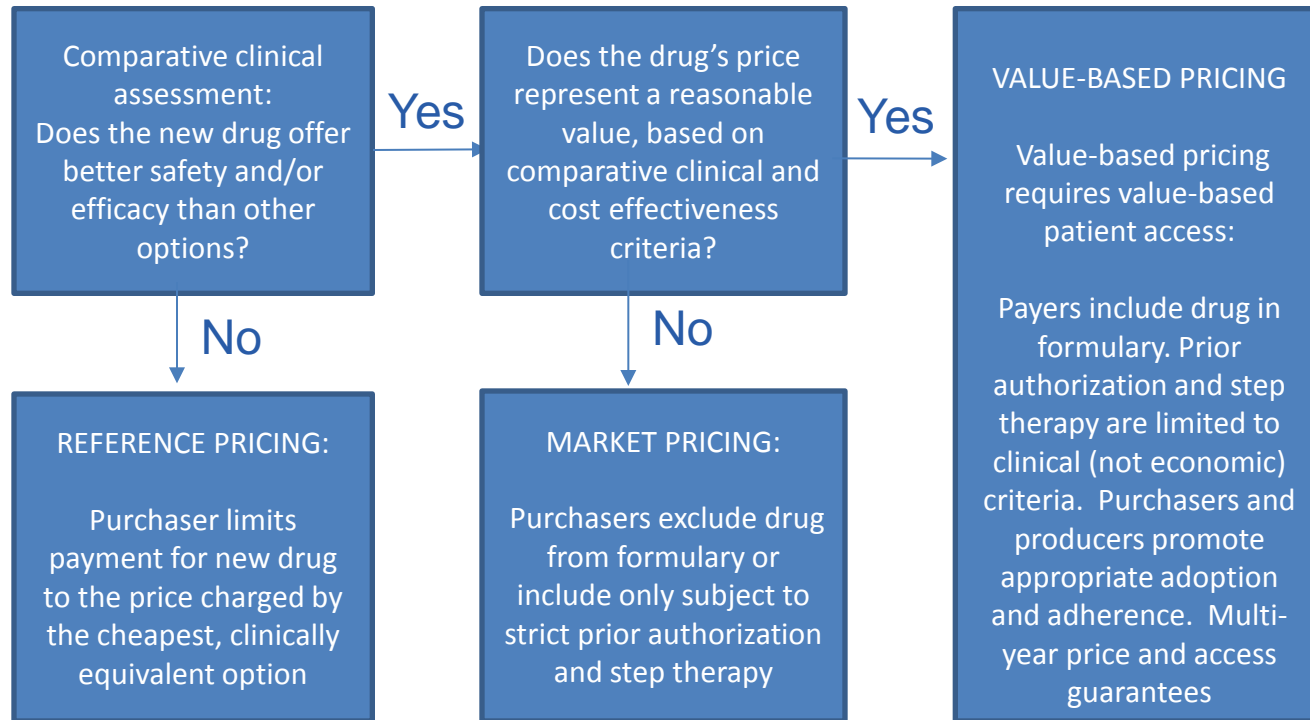 Comparative clinical
assessment:
Does the new drug offer
better safety and/or
efficacy than other
options?
Yes
No
Does the drug’s price
represent a reasonable
value, based on
comparative clinical and
cost effectiveness
criteria?
Yes
No
REFERENCE PRICING:
Purchaser limits
payment for new drug
to the price charged by
the cheapest, clinically
equivalent option
MARKET PRICING:
Purchasers exclude drug
from formulary or
include only subject to
strict prior authorization
and step therapy
VALUE-BASED PRICING
Value-based pricing
requires value-based
patient access:
Payers include drug in
formulary. Prior
authorization and step
therapy are limited to
clinical (not economic)
criteria.  Purchasers and
producers promote
appropriate adoption
and adherence.  Multi-
year price and access
guarantees